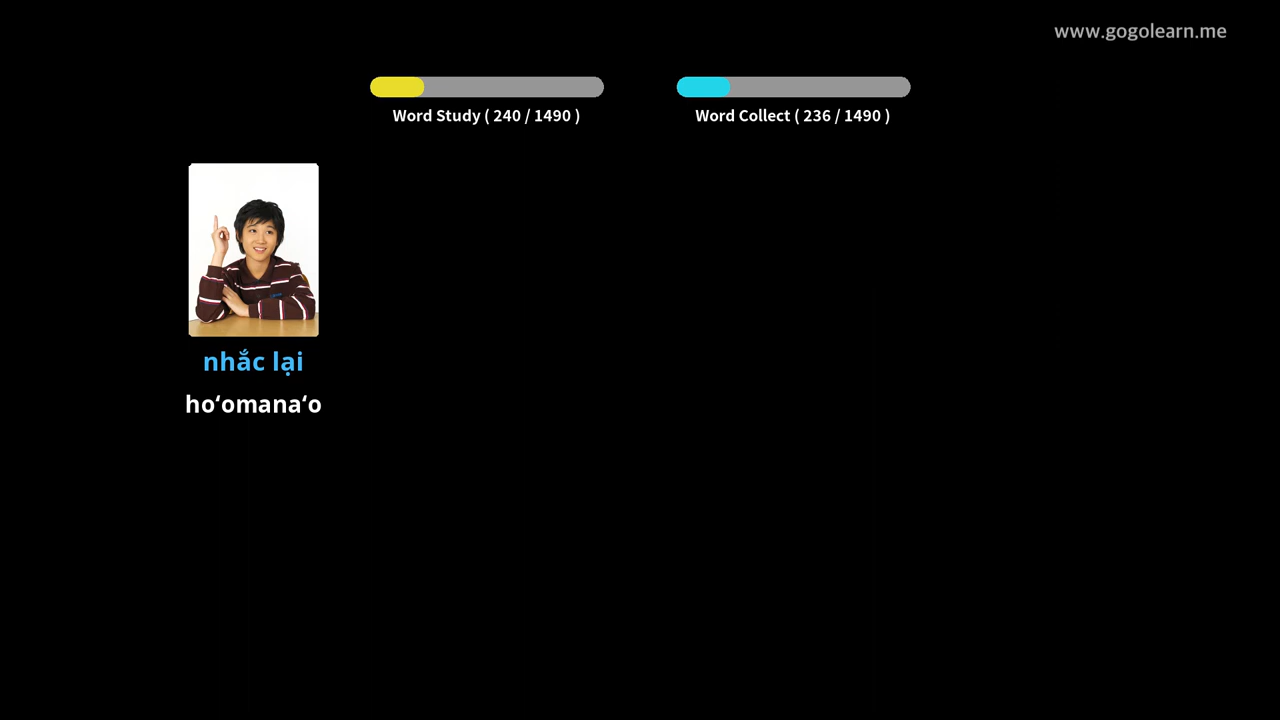 www.gogolearn.me
Word Study ( 240 / 1490 )
Word Collect ( 236 / 1490 )
nhắc lại
hoʻomanaʻo